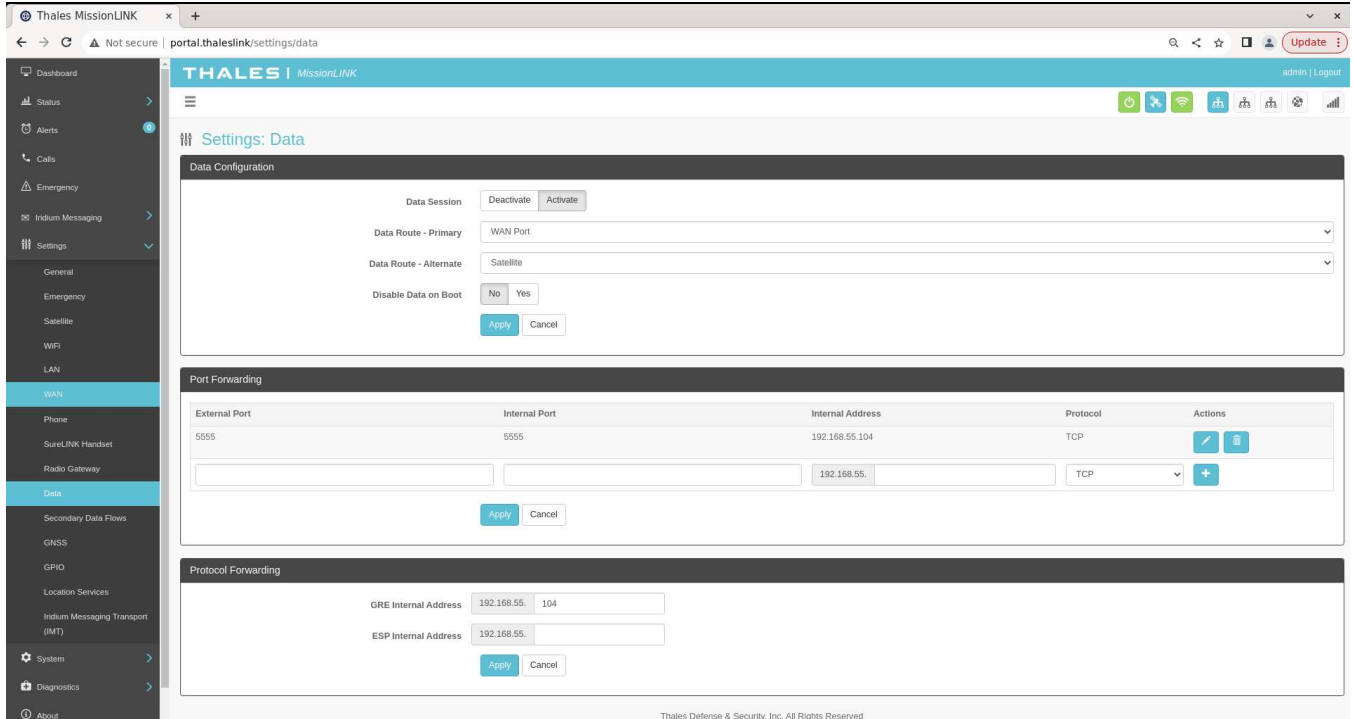 Thales MissionLINK
Not secure | portal.thaleslink/settings/data
Update
Dashboard
Status
Alerts 0
Calls
Emergency
Iridium Messaging
Settings
General
Emergency
Satellite
WiFi
LAN
WAN
Phone
SureLINK Handset
Radio Gateway
Data
Secondary Data Flows
GNSS
GPIO
Location Services
Iridium Messaging Transport
(IMT)
System
Diagnostics
About
THALES | MissionLINK
admin | Logout
Settings: Data
Data Configuration
Data Session Deactivate Activate
Data Route - Primary WAN Port
Data Route - Alternate Satellite
Disable Data on Boot No Yes
Apply Cancel
Port Forwarding
External Port Internal Port Internal Address Protocol Actions
5555 5555 192.168.55.104 TCP
192.168.55. TCP
Apply Cancel
Protocol Forwarding
GRE Internal Address 192.168.55. 104
ESP Internal Address 192.168.55.
Apply Cancel
Thales Defense & Security, Inc. All Rights Reserved